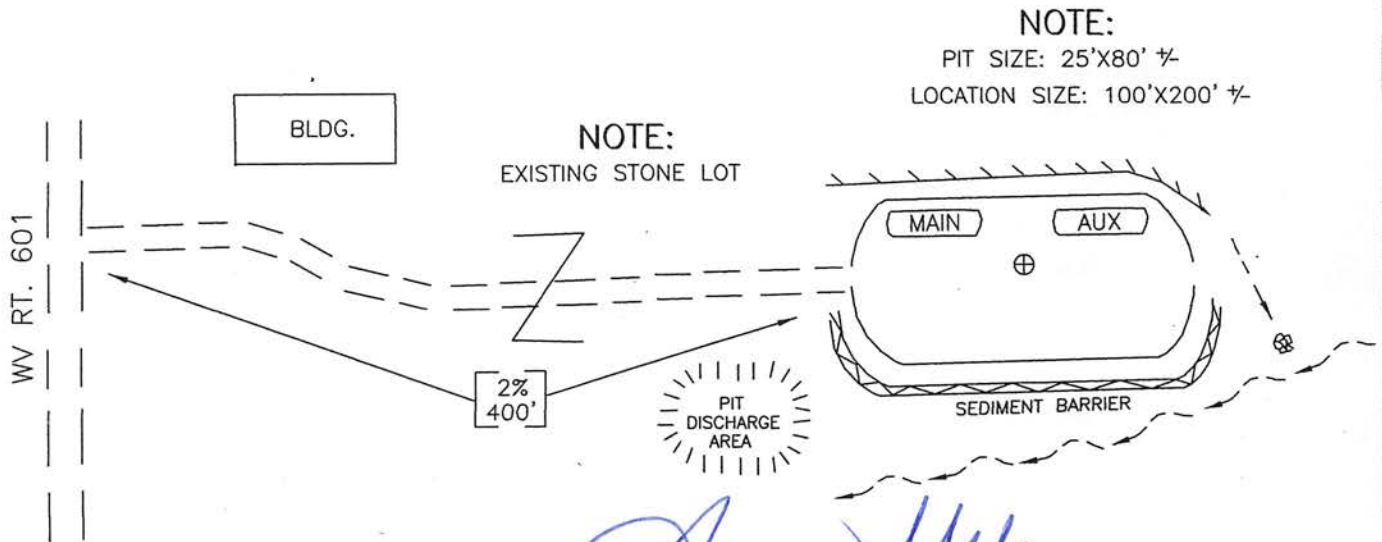 NOTE:
PIT SIZE: 25'X80' +/-
LOCATION SIZE: 100'X200' +/-
BLDG.
NOTE:
EXISTING STONE LOT
WV RT. 601
MAIN
AUX
2%
400'
PIT
DISCHARGE
AREA
SEDIMENT BARRIER